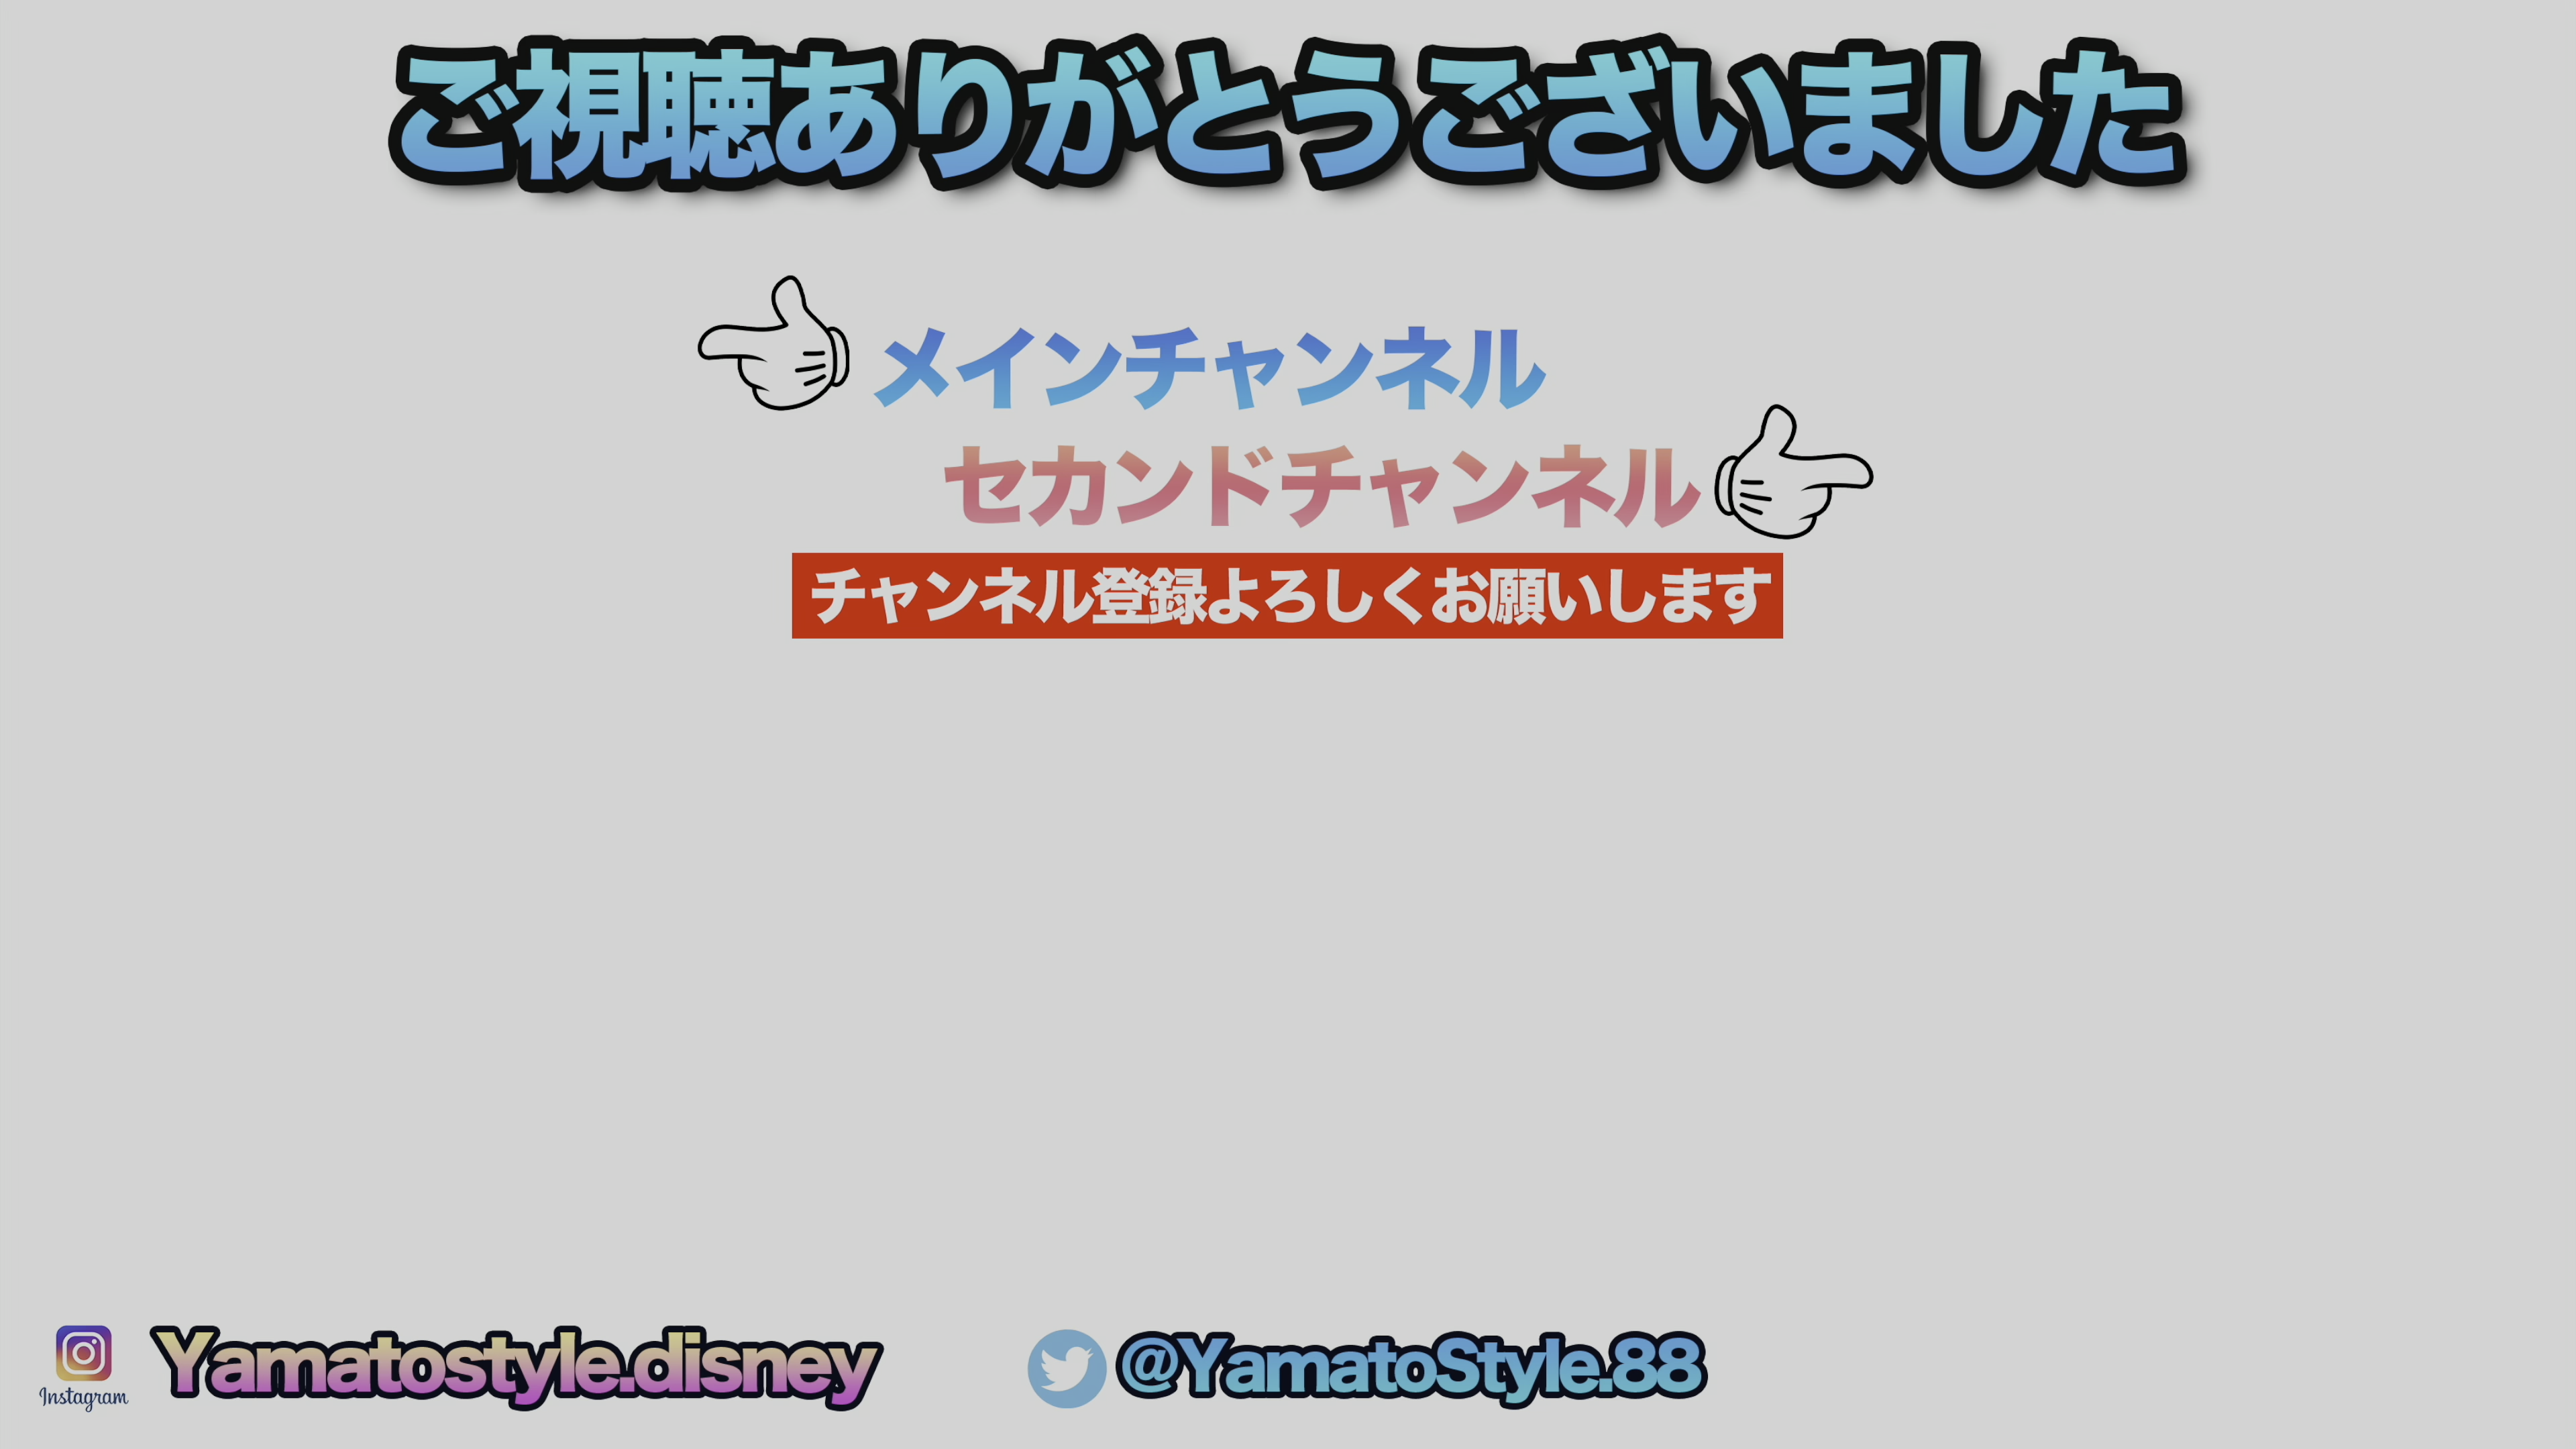 ご視聴ありがとうございました
メインチャンネル
セカンドチャンネル
チャンネル登録よろしくお願いします
Instagram
Yamatostyle.disney
@YamatoStyle.88